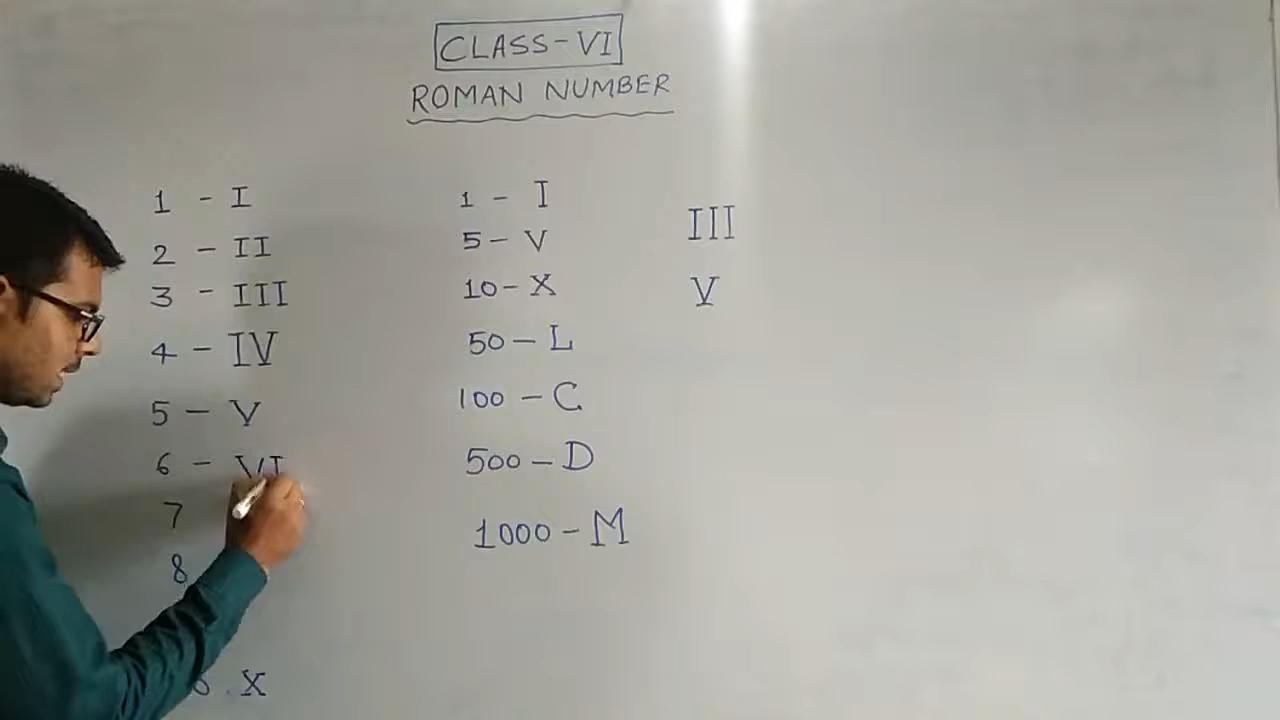 CLASS-VI
ROMAN NUMBER
1 - I
2 - II
3 - III
4 - IV
5 - V
6 - VI
7
8
X
1 - I
5 - V
10 - X
50 - L
100 - C
500 - D
1000 - M
III
V